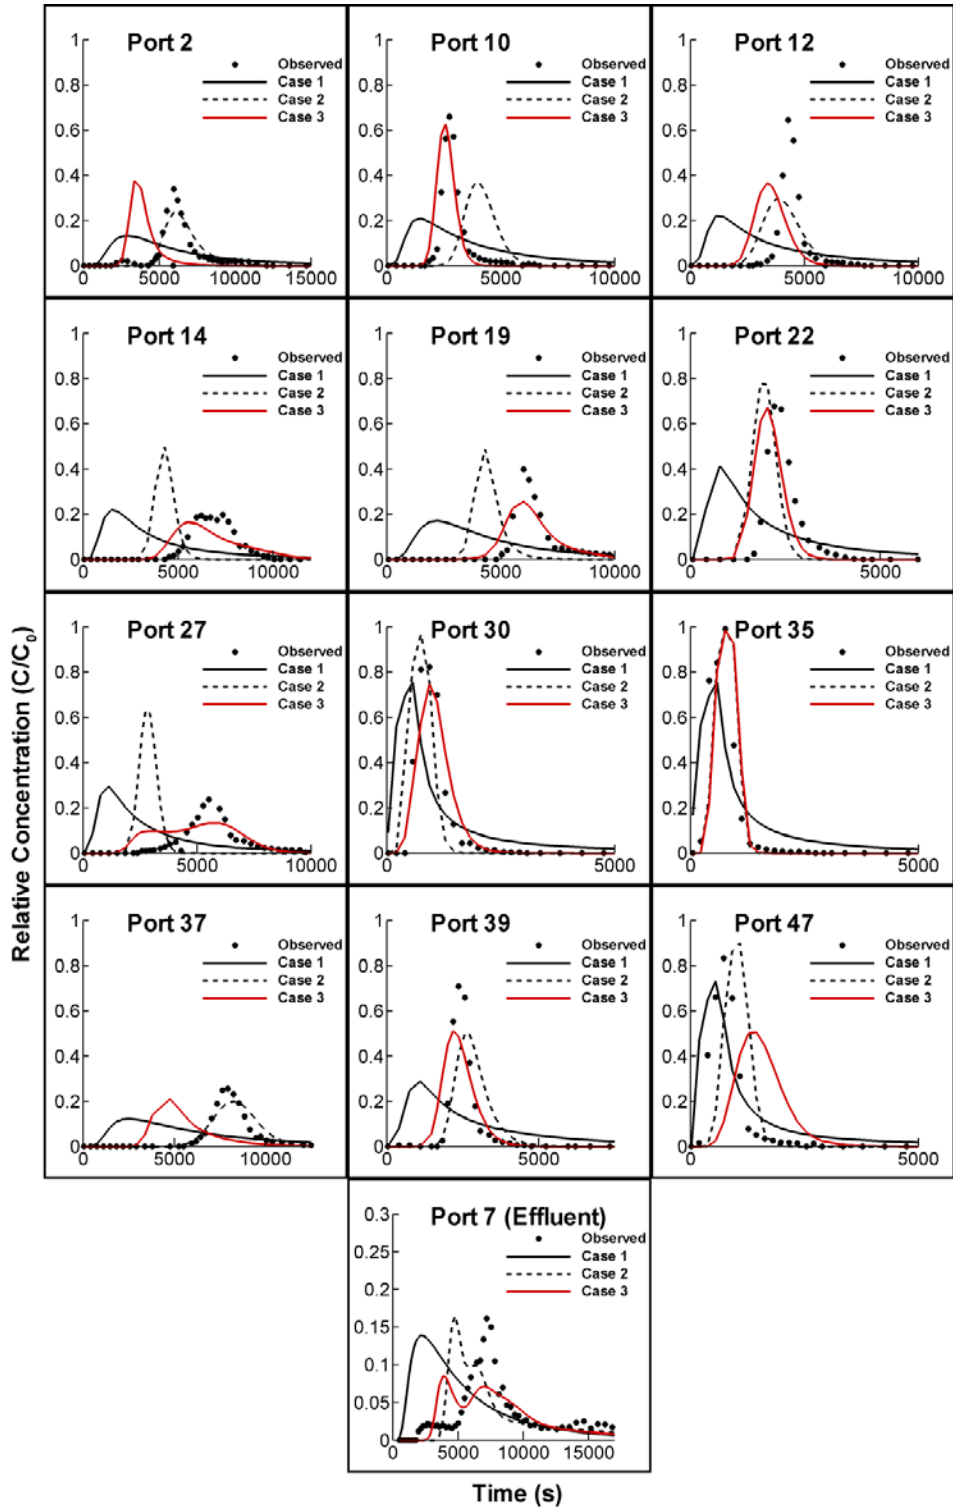 Port 2
Observed
Case 1
Case 2
Case 3
1
0.8
0.6
0.4
0.2
0
0 5000 10000 15000
Port 10
Observed
Case 1
Case 2
Case 3
1
0.8
0.6
0.4
0.2
0
0 5000 10000
Port 12
Observed
Case 1
Case 2
Case 3
1
0.8
0.6
0.4
0.2
0
0 5000 10000
Port 14
Observed
Case 1
Case 2
Case 3
1
0.8
0.6
0.4
0.2
0
0 5000 10000
Port 19
Observed
Case 1
Case 2
Case 3
1
0.8
0.6
0.4
0.2
0
0 5000 10000
Port 22
Observed
Case 1
Case 2
Case 3
1
0.8
0.6
0.4
0.2
0
0 5000
Port 27
Observed
Case 1
Case 2
Case 3
1
0.8
0.6
0.4
0.2
0
0 5000 10000
Port 30
Observed
Case 1
Case 2
Case 3
1
0.8
0.6
0.4
0.2
0
0 5000
Port 35
Observed
Case 1
Case 2
Case 3
1
0.8
0.6
0.4
0.2
0
0 5000
Port 37
Observed
Case 1
Case 2
Case 3
1
0.8
0.6
0.4
0.2
0
0 5000 10000
Port 39
Observed
Case 1
Case 2
Case 3
1
0.8
0.6
0.4
0.2
0
0 5000
Port 47
Observed
Case 1
Case 2
Case 3
1
0.8
0.6
0.4
0.2
0
0 5000
Port 7 (Effluent)
Observed
Case 1
Case 2
Case 3
0.3
0.25
0.2
0.15
0.1
0.05
0
0 5000 10000 15000
Relative Concentration (C/C₀)
Time (s)